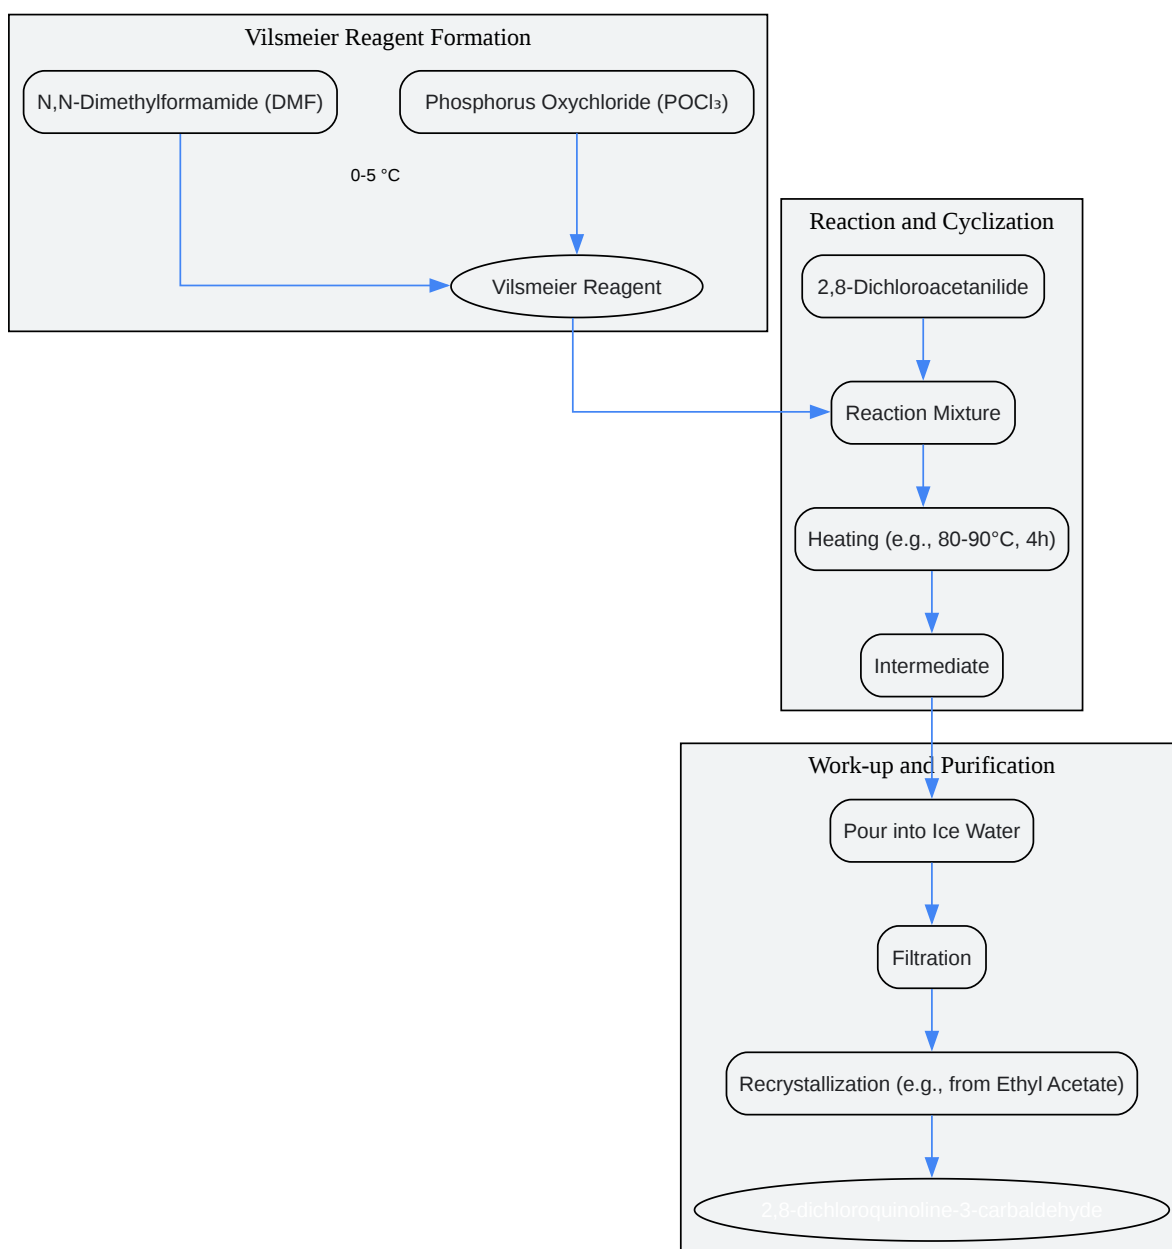 Vilsmeier Reagent Formation
N,N-Dimethylformamide (DMF)
Phosphorus Oxychloride (POCl₃)
0-5 °C
Vilsmeier Reagent
Reaction and Cyclization
2,8-Dichloroacetanilide
Reaction Mixture
Heating (e.g., 80-90°C, 4h)
Intermediate
Work-up and Purification
Pour into Ice Water
Filtration
Recrystallization (e.g., from Ethyl Acetate)
2,8-dichloroquinoline-3-carbaldehyde